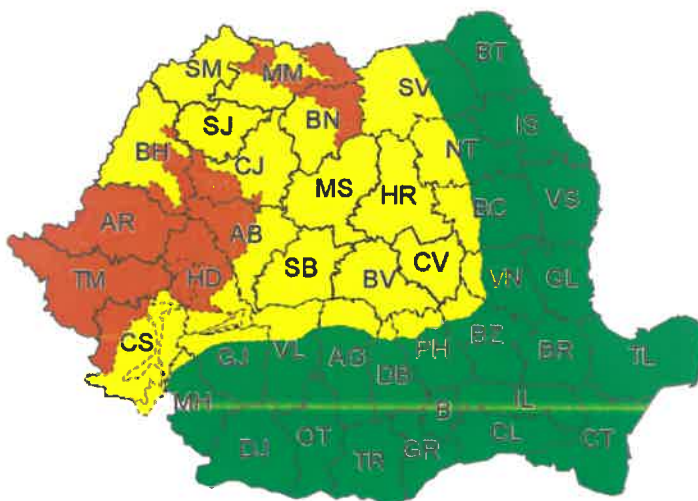 BT
SM
MM
SV
SJ
BN
IS
BH
CJ
NT
MS
HR
BC
VS
AR
AB
TM
HD
SB
BV
CV
VN
GL
CS
GJ
VL
AG
PH
BZ
BR
TL
DB
MH
B
IL
DJ
OT
TR
GR
CL
CT